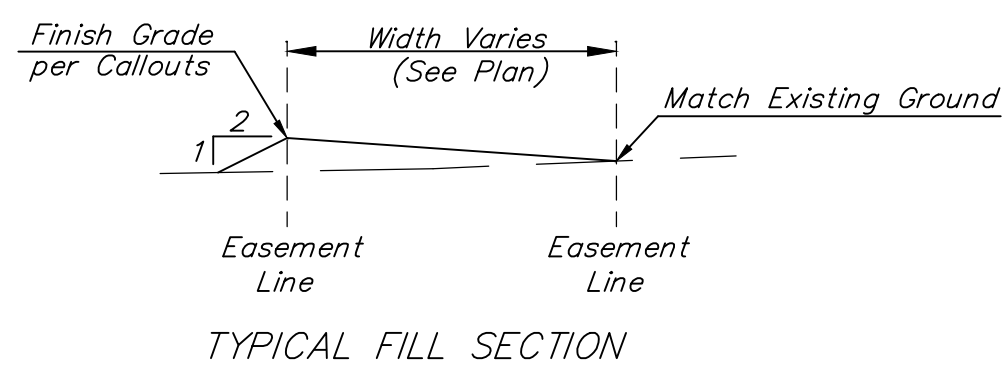 Finish Grade
per Callouts
Width Varies
(See Plan)
Match Existing Ground
2
1
Easement
Line
Easement
Line
TYPICAL FILL SECTION